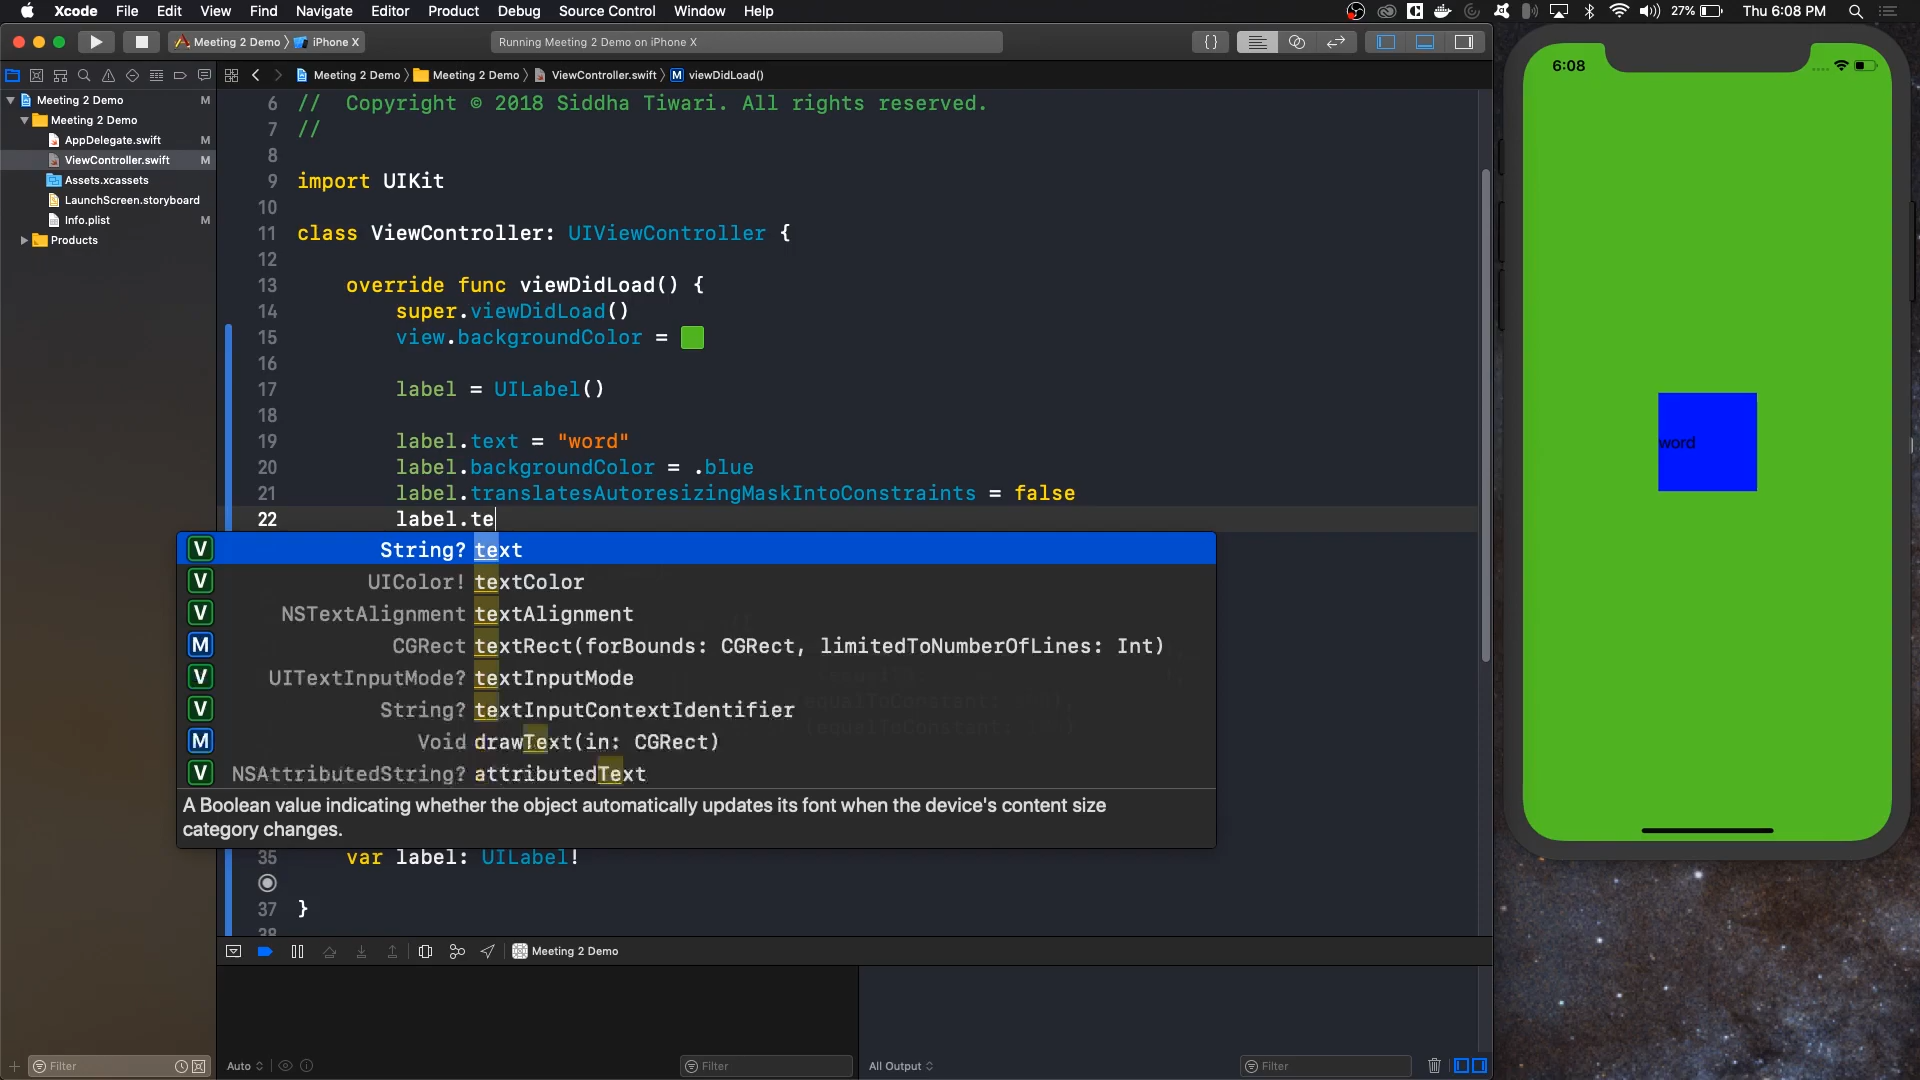 Xcode File Edit View Find Navigate Editor Product Debug Source Control Window Help 27% Thu 6:08 PM
Meeting 2 Demo iPhone X Running Meeting 2 Demo on iPhone X
Meeting 2 Demo Meeting 2 Demo ViewController.swift M viewDidLoad()
Meeting 2 Demo M
Meeting 2 Demo
AppDelegate.swift M
ViewController.swift M
Assets.xcassets
LaunchScreen.storyboard
Info.plist M
Products
6 // Copyright © 2018 Siddha Tiwari. All rights reserved.
7 //
8
9 import UIKit
10
11 class ViewController: UIViewController {
12
13 override func viewDidLoad() {
14 super.viewDidLoad()
15 view.backgroundColor =
16
17 label = UILabel()
18
19 label.text = "word"
20 label.backgroundColor = .blue
21 label.translatesAutoresizingMaskIntoConstraints = false
22 label.te
V String? text
V UIColor! textColor
V NSTextAlignment textAlignment
M CGRect textRect(forBounds: CGRect, limitedToNumberOfLines: Int)
V UITextInputMode? textInputMode
V String? textInputContextIdentifier
M Void drawText(in: CGRect)
V NSAttributedString? attributedText
A Boolean value indicating whether the object automatically updates its font when the device's content size
category changes.
35 var label: UILabel!
37 }
38
Meeting 2 Demo
Filter Auto Filter All Output Filter
6:08
word